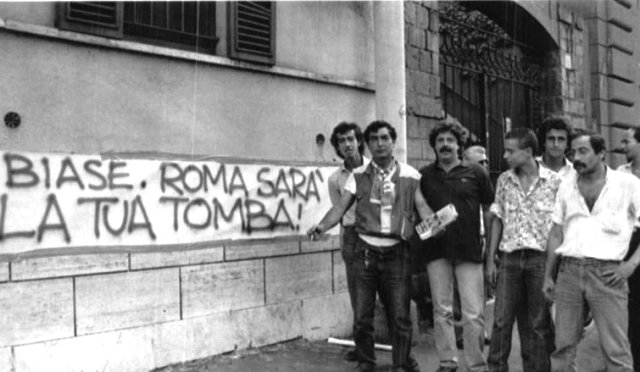 BIASE. ROMA SARA'
LA TUA TOMBA!